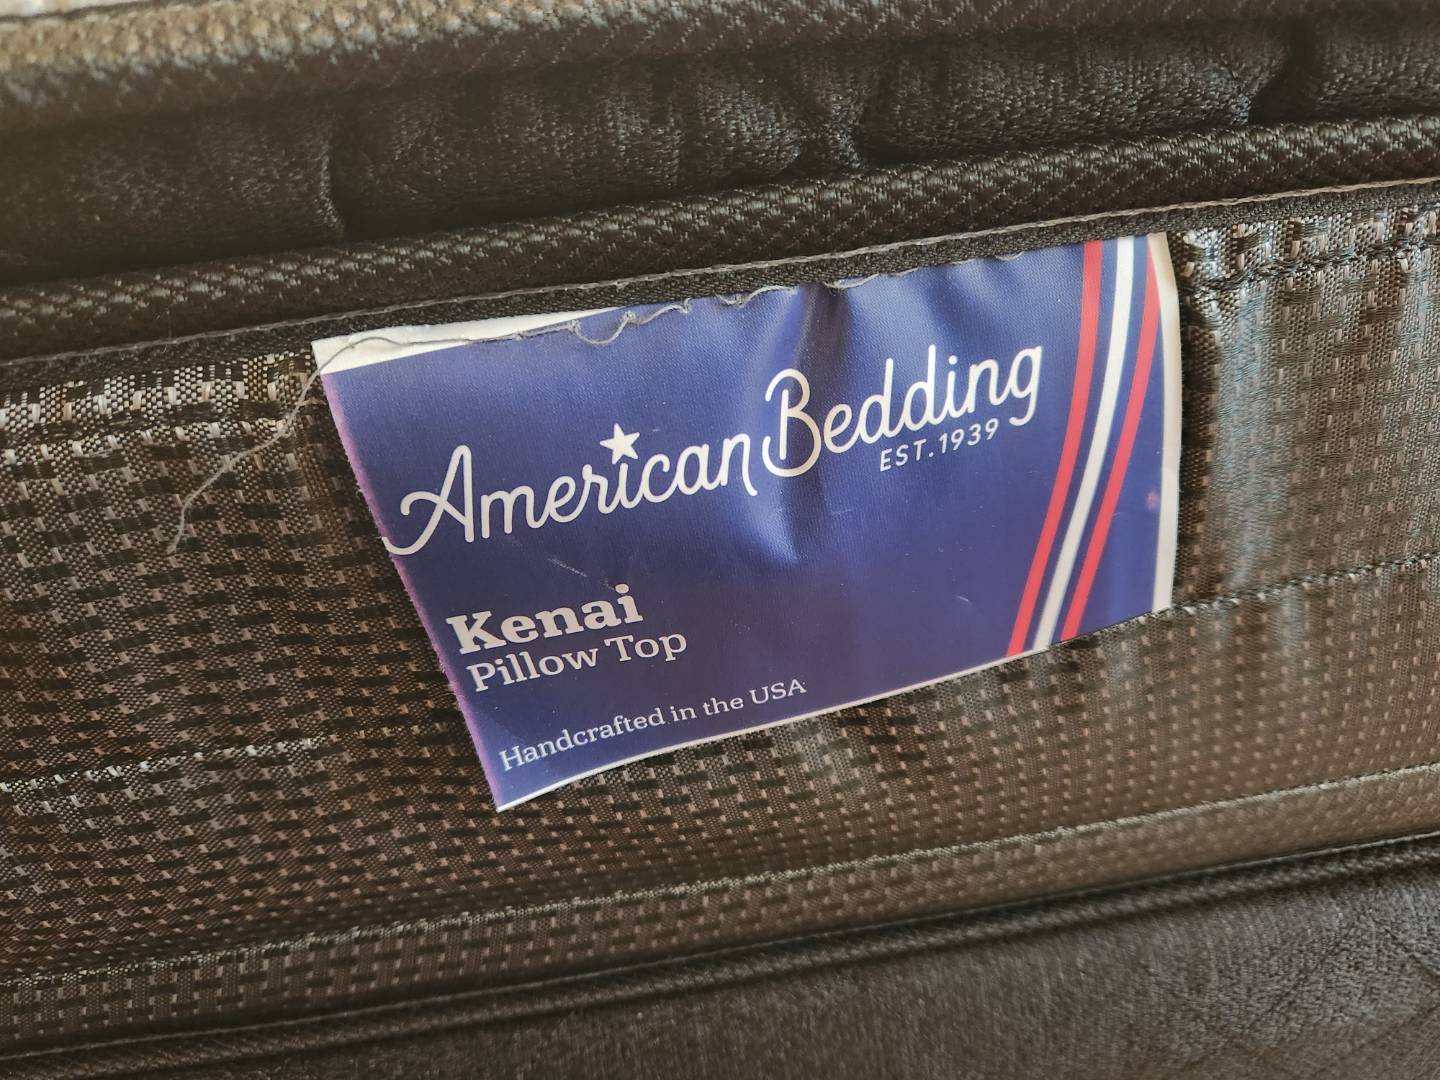 American Bedding
EST.1939
Kenai
Pillow Top
Handcrafted in the USA